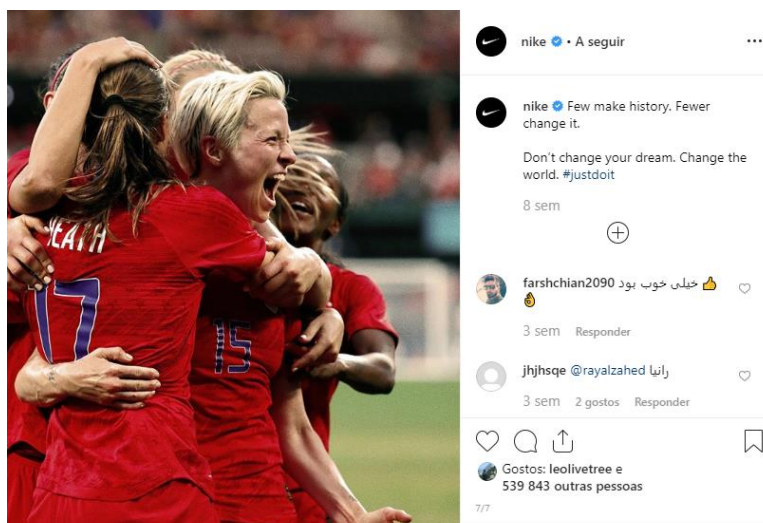 HEATH
17
15
nike • A seguir
nike Few make history. Fewer
change it.
Don't change your dream. Change the
world. #justdoit
8 sem
farshchian2090 خیلی خوب بود 👍
👌
3 sem Responder
jhjhsqe @rayalzahed رانيا
3 sem 2 gostos Responder
Gostos: leolivetree e
539 843 outras pessoas
7/7